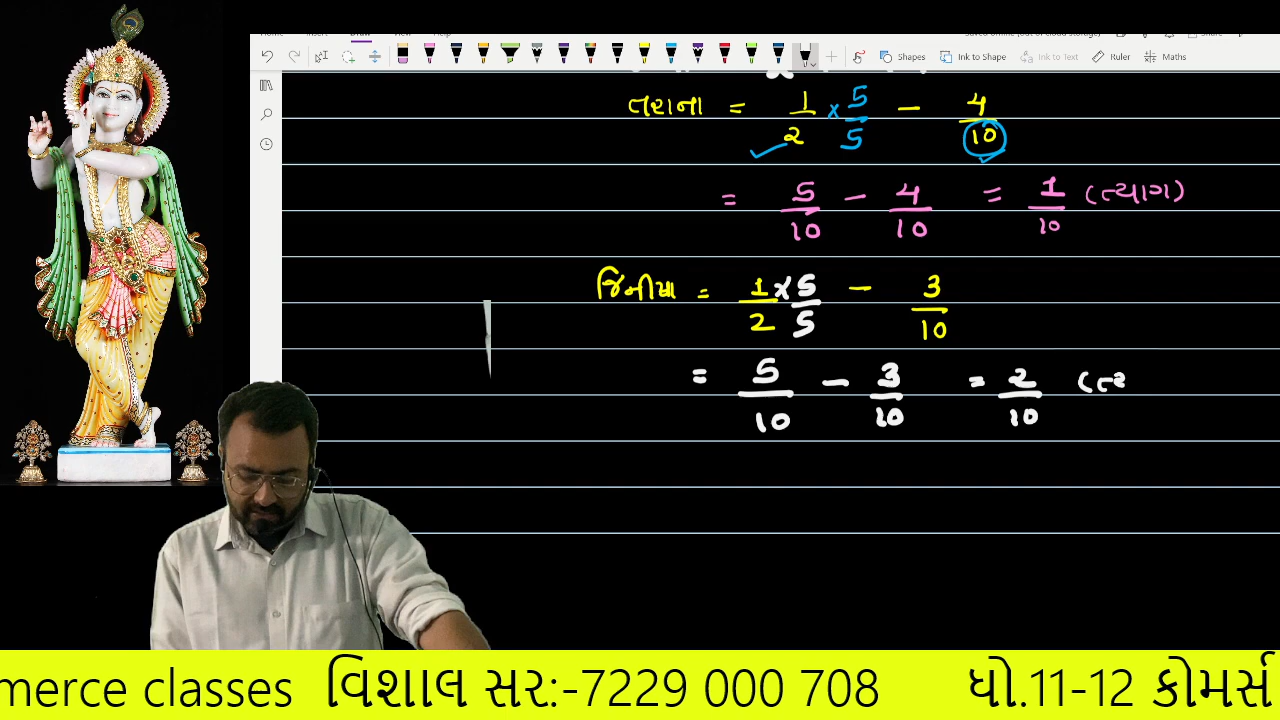 Shapes Ink to Shape Ink to Text Ruler Maths
તરાના = 1/2 × 5/5 – 4/10
= 5/10 – 4/10 = 1/10 (ત્યાગ)
જિનીષા = 1/2 × 5/5 – 3/10
= 5/10 – 3/10 = 2/10 (ત્ય
merce classes વિશાલ સર:-7229 000 708 ધો.11-12 કોમર્સ